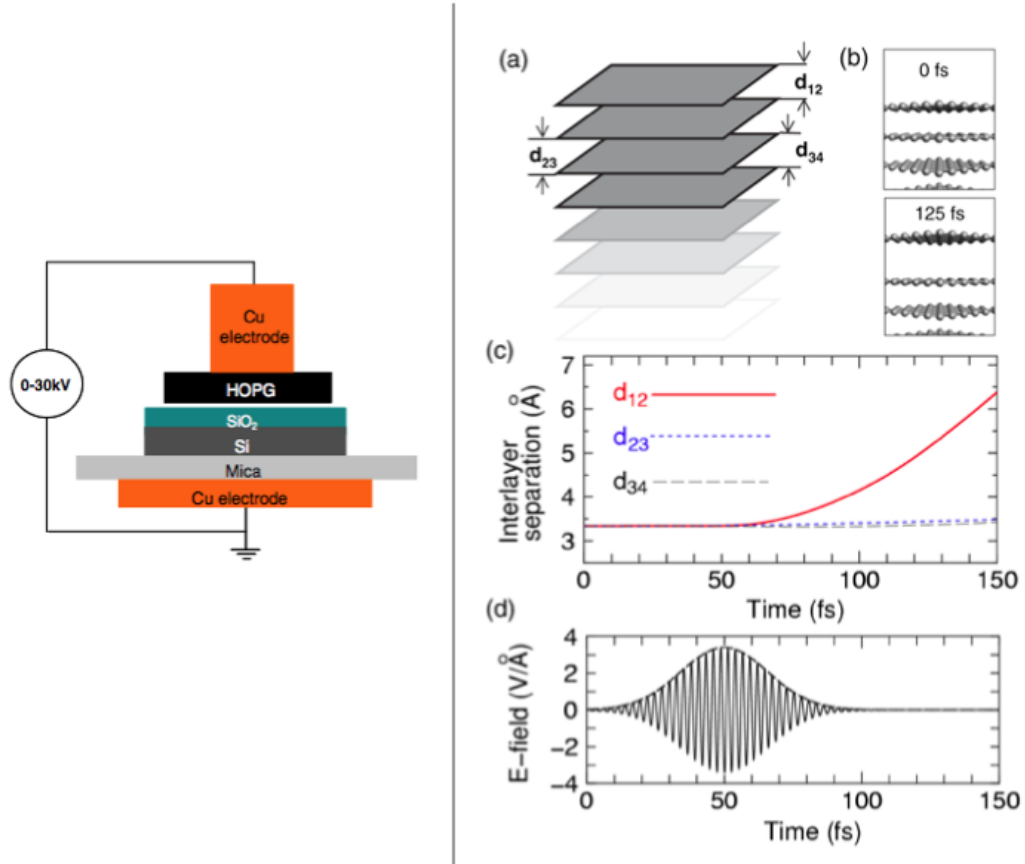 Cu
electrode
0-30kV
HOPG
SiO₂
Si
Mica
Cu electrode
(a)
d₁₂
d₂₃
d₃₄
(b)
0 fs
125 fs
(c)
Interlayer
separation (Å)
7
6
5
4
3
d₁₂
d₂₃
d₃₄
0 50 100 150
Time (fs)
(d)
E-field (V/Å)
4
2
0
−2
−4
0 50 100 150
Time (fs)